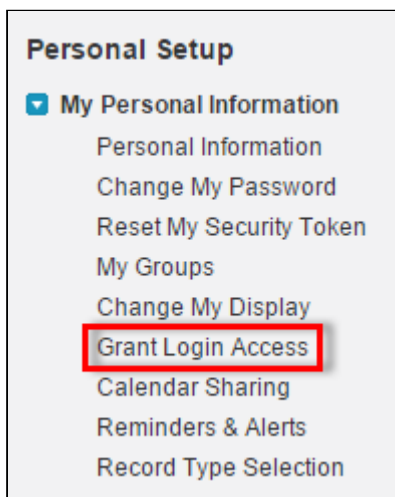 Personal Setup
My Personal Information
Personal Information
Change My Password
Reset My Security Token
My Groups
Change My Display
Grant Login Access
Calendar Sharing
Reminders & Alerts
Record Type Selection